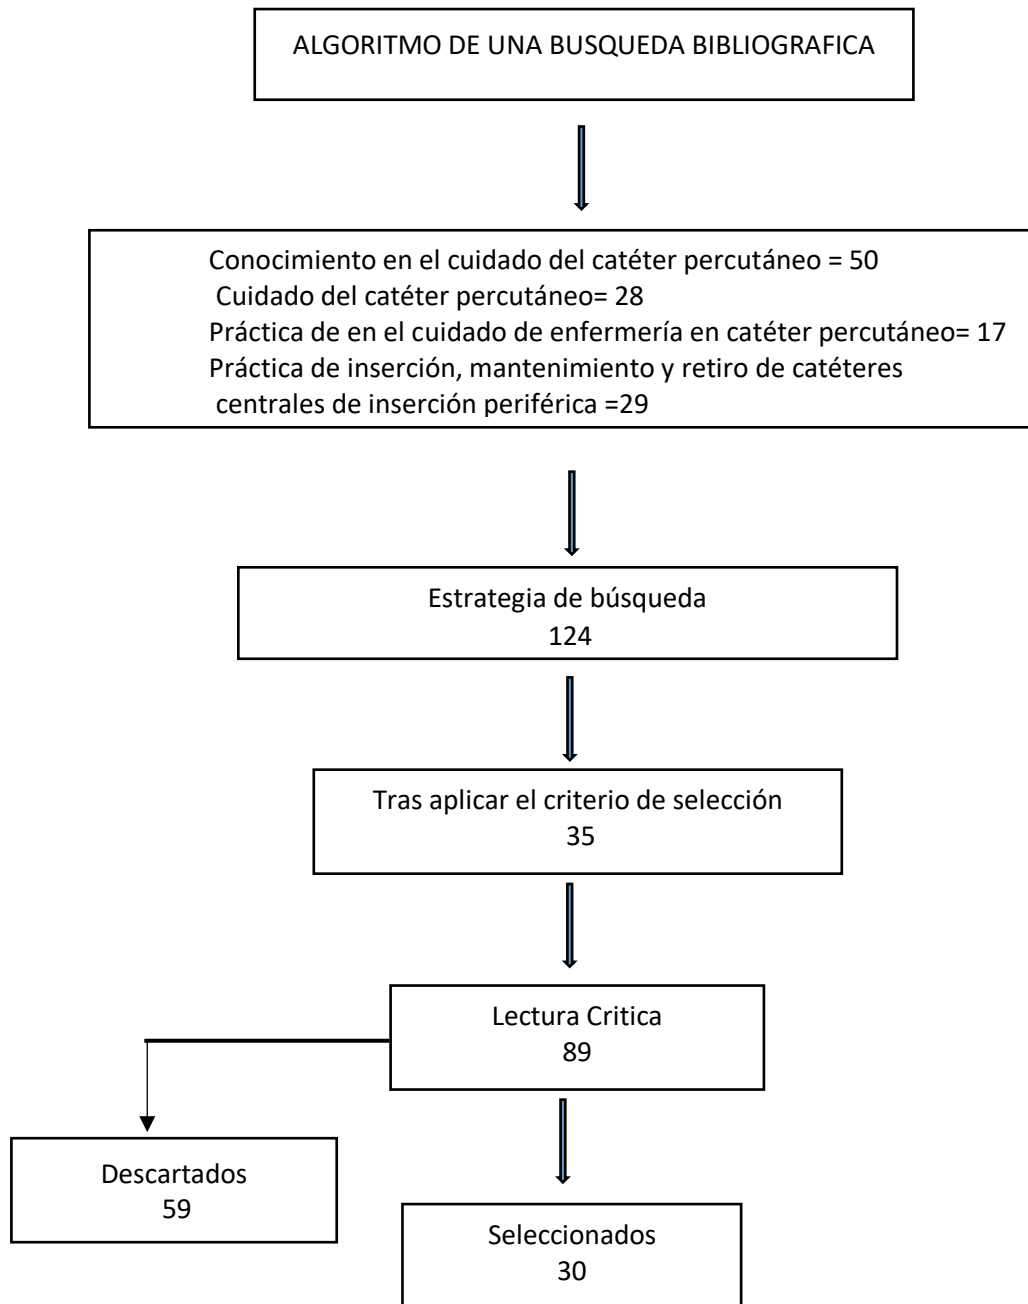 ALGORITMO DE UNA BUSQUEDA BIBLIOGRAFICA
Conocimiento en el cuidado del catéter percutáneo = 50
Cuidado del catéter percutáneo= 28
Práctica de en el cuidado de enfermería en catéter percutáneo= 17
Práctica de inserción, mantenimiento y retiro de catéteres
centrales de inserción periférica =29
Estrategia de búsqueda
124
Tras aplicar el criterio de selección
35
Lectura Critica
89
Descartados
59
Seleccionados
30